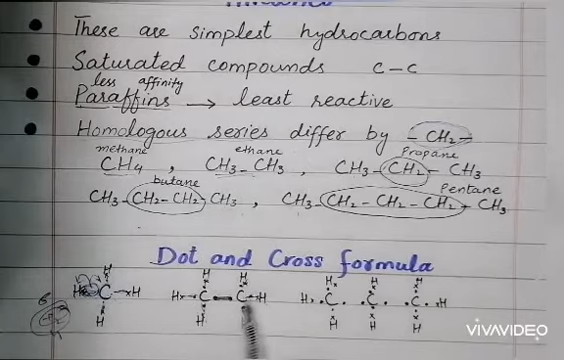 These are simplest hydrocarbons
Saturated compounds C-C
less affinity
Paraffins → least reactive
Homologous series differ by -CH2-
methane ethane Propane
CH4 , CH3-CH3 , CH3-CH2-CH3
butane Pentane
CH3-CH2-CH2-CH3 , CH3-CH2-CH2-CH2-CH3
Dot and Cross formula
H H H H H H
H C H H C C H H C C C H
H H H H H
VIVAVIDEO